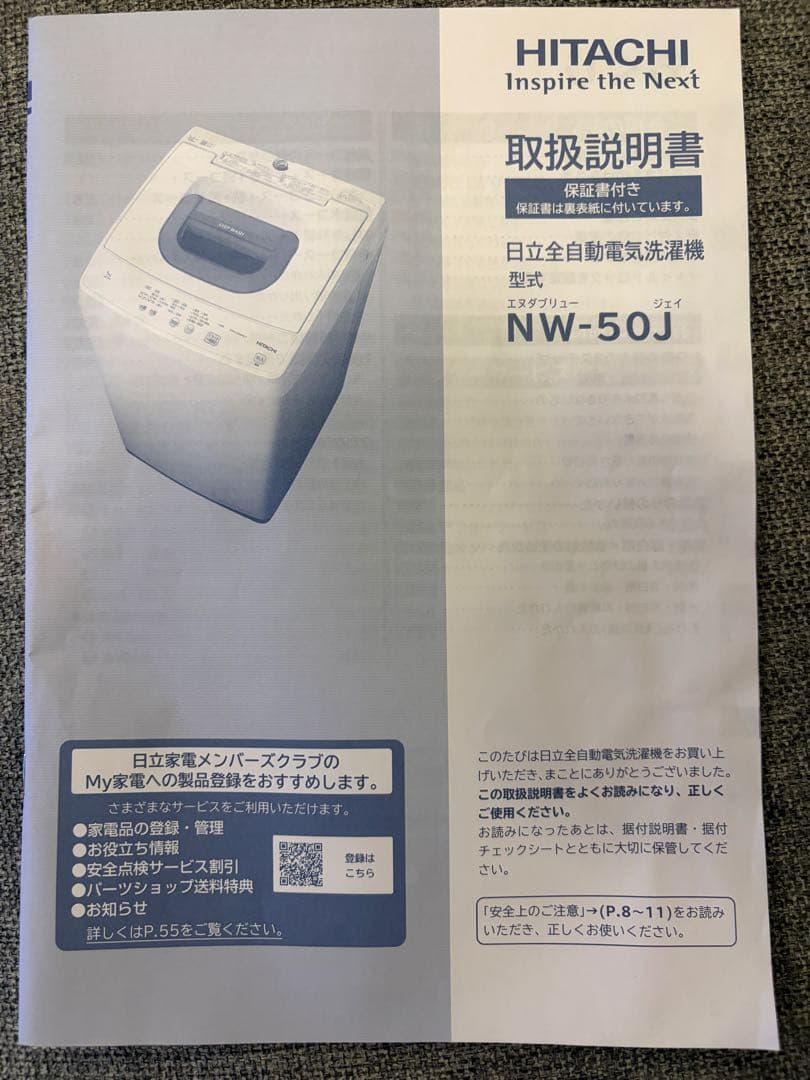 HITACHI
Inspire the Next
取扱説明書
保証書付き
保証書は裏表紙に付いています。
日立全自動電気洗濯機
型式
エヌダブリュー ジェイ
NW-50J
HITACHI
日立家電メンバーズクラブの
My家電への製品登録をおすすめします。
さまざまなサービスをご利用いただけます。
●家電品の登録・管理
●お役立ち情報
●安全点検サービス割引
●パーツショップ送料特典
●お知らせ
詳しくはP.55をご覧ください。
登録は
こちら
このたびは日立全自動電気洗濯機をお買い上
げいただき、まことにありがとうございました。
この取扱説明書をよくお読みになり、正しく
ご使用ください。
お読みになったあとは、据付説明書・据付
チェックシートとともに大切に保管してくだ
さい。
「安全上のご注意」→(P.8～11)をお読み
いただき、正しくお使いください。